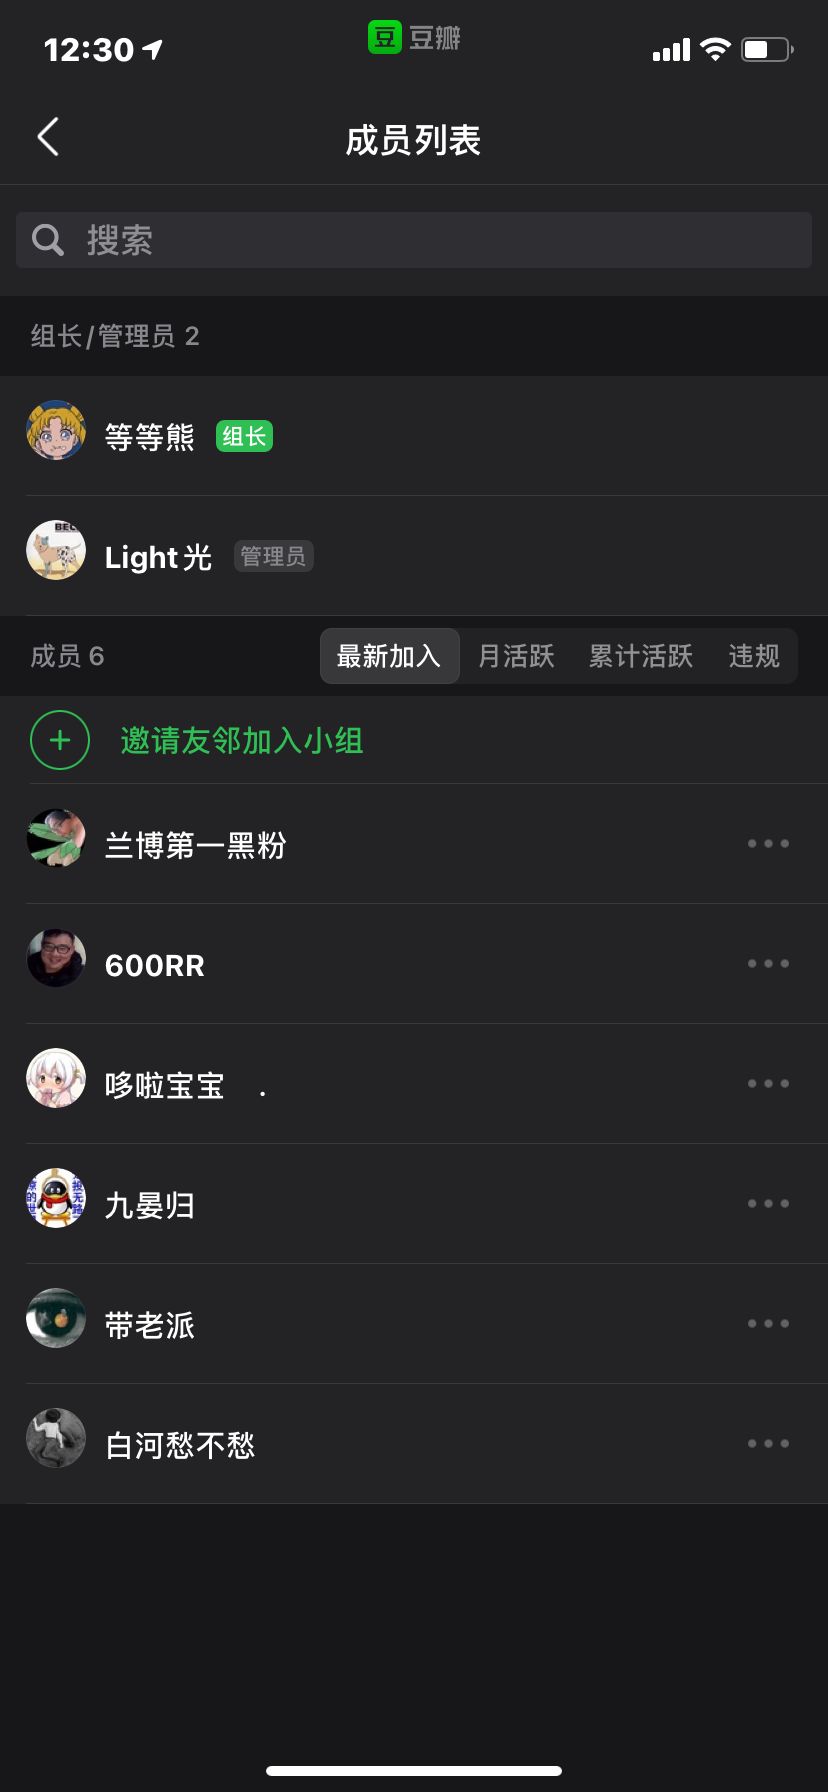 12:30
豆 豆瓣
成员列表
搜索
组长/管理员 2
等等熊 组长
BEC
Light光 管理员
成员 6 最新加入 月活跃 累计活跃 违规
邀请友邻加入小组
兰博第一黑粉
600RR
哆啦宝宝 .
九晏归
带老派
白河愁不愁